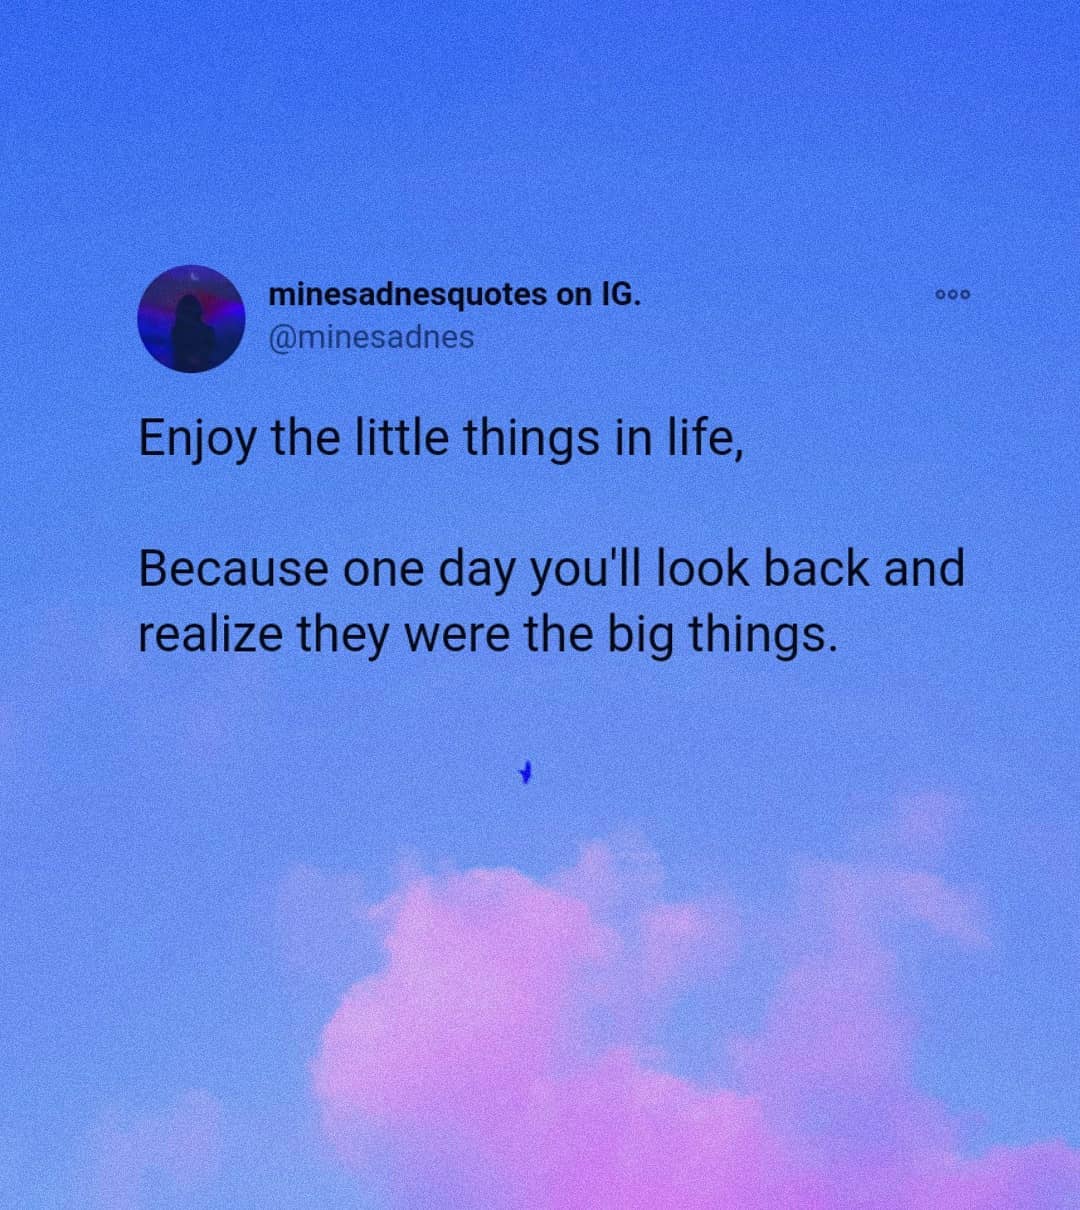 minesadnesquotes on IG.
@minesadnes
Enjoy the little things in life,
Because one day you'll look back and
realize they were the big things.